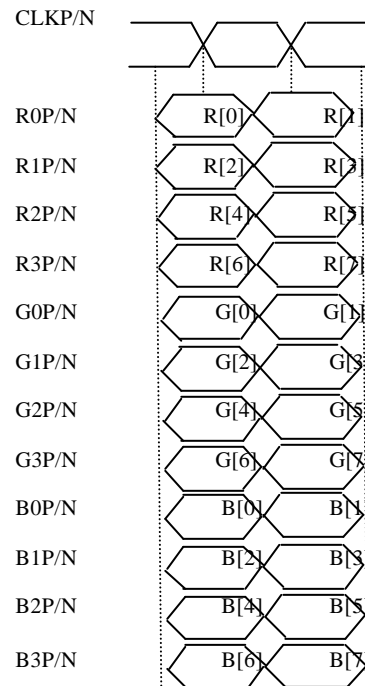 CLKP/N
R0P/N R[0] R[1]
R1P/N R[2] R[3]
R2P/N R[4] R[5]
R3P/N R[6] R[7]
G0P/N G[0] G[1]
G1P/N G[2] G[3
G2P/N G[4] G[5
G3P/N G[6] G[7
B0P/N B[0] B[1
B1P/N B[2] B[3
B2P/N B[4] B[5
B3P/N B[6] B[7